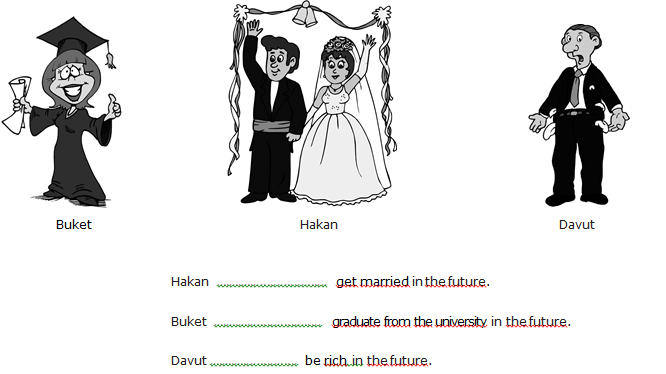 Buket Hakan Davut
Hakan ........................... get married in the future.
Buket ........................... graduate from the university in the future.
Davut ...................... be rich in the future.